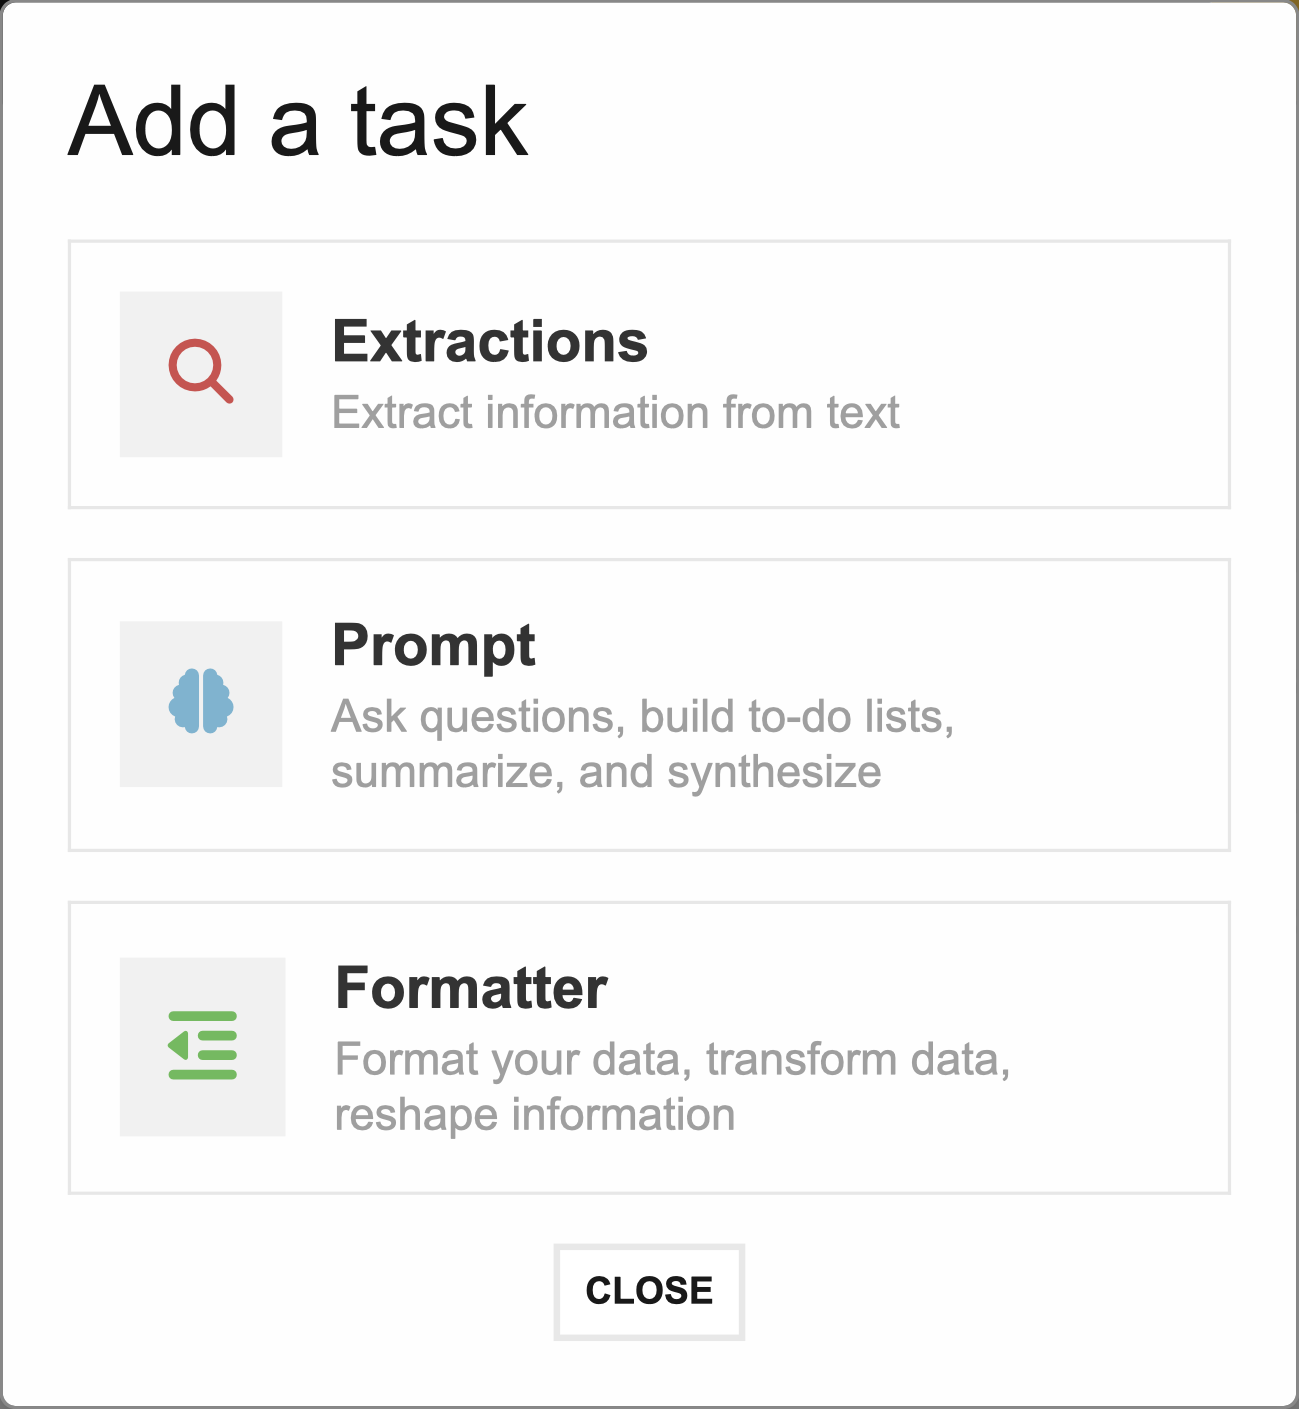 Add a task
Extractions
Extract information from text
Prompt
Ask questions, build to-do lists,
summarize, and synthesize
Formatter
Format your data, transform data,
reshape information
CLOSE